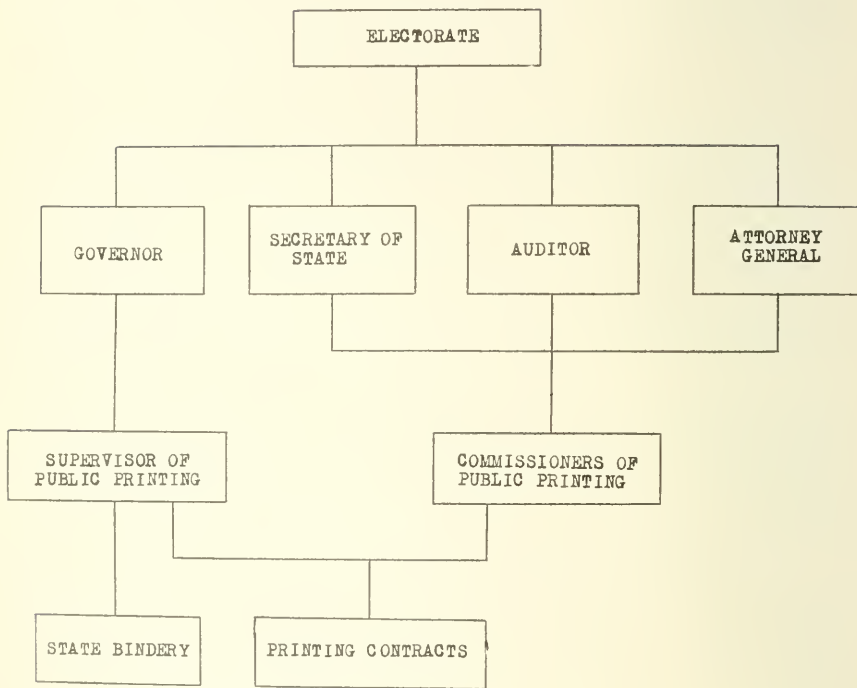 ELECTORATE
GOVERNOR
SECRETARY OF
STATE
AUDITOR
ATTORNEY
GENERAL
SUPERVISOR OF
PUBLIC PRINTING
COMMISSIONERS OF
PUBLIC PRINTING
STATE BINDERY
PRINTING CONTRACTS